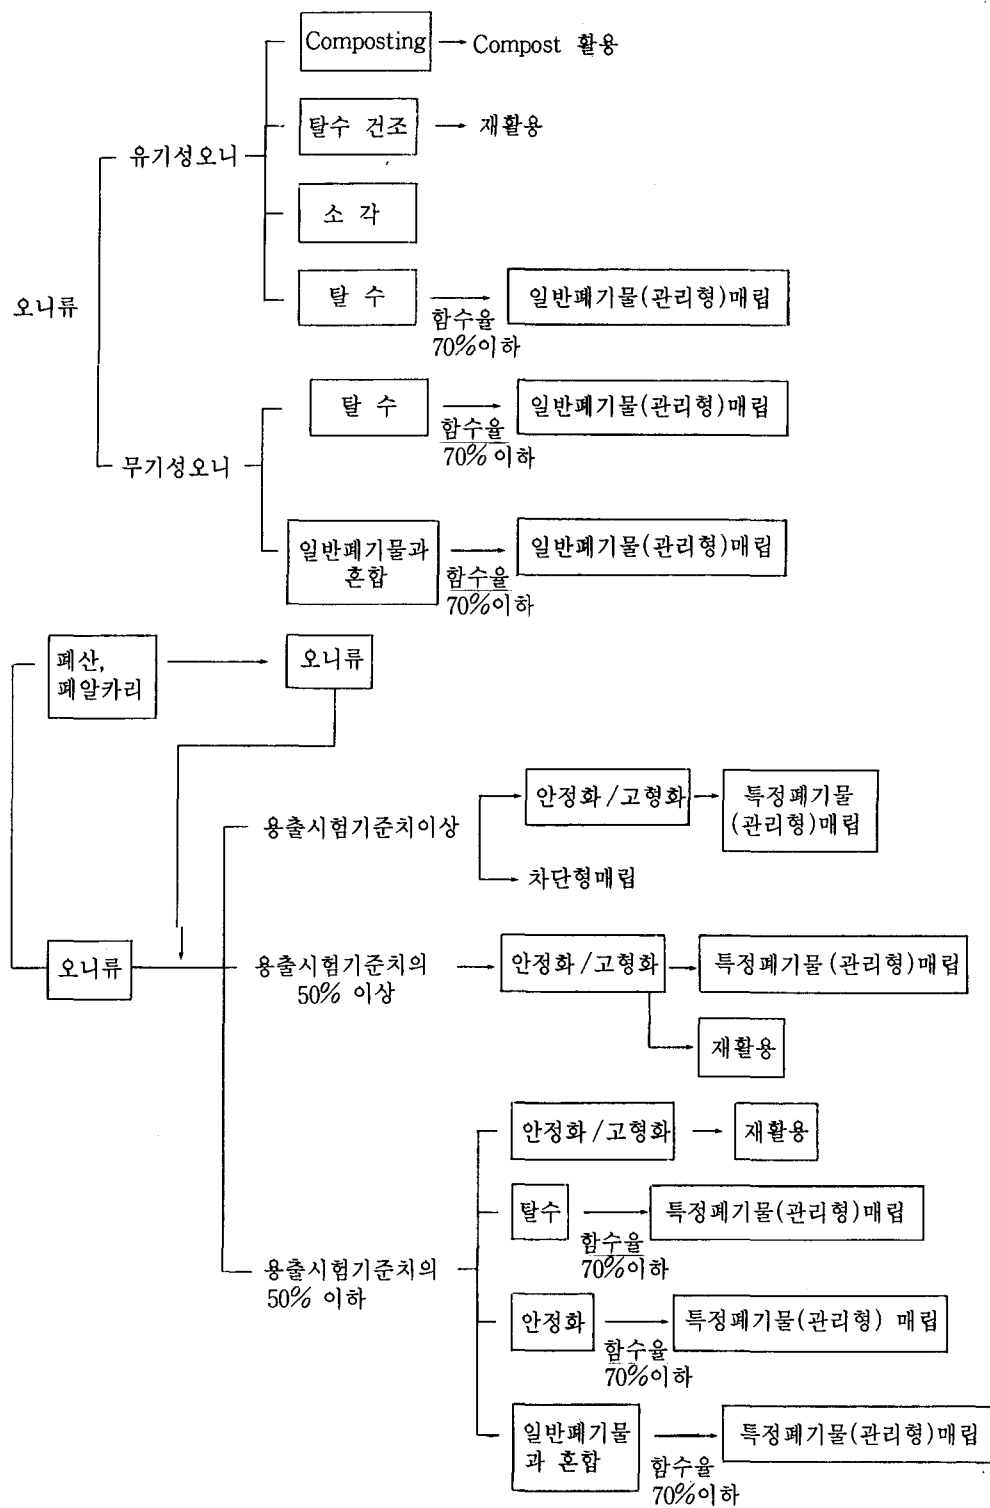 Composting
Compost 활용
탈수 건조
재활용
유기성오니
소 각
탈 수
일반폐기물(관리형)매립
함수율
70%이하
오니류
탈 수
일반폐기물(관리형)매립
함수율
70% 이하
무기성오니
일반폐기물과
혼합
일반폐기물(관리형)매립
함수율
70%이하
폐산,
폐알카리
오니류
용출시험기준치이상
안정화/고형화
특정폐기물
(관리형)매립
차단형매립
오니류
용출시험기준치의
50% 이상
안정화/고형화
특정폐기물(관리형)매립
재활용
안정화/고형화
재활용
탈수
특정폐기물(관리형)매립
함수율
70%이하
용출시험기준치의
50% 이하
안정화
특정폐기물(관리형) 매립
함수율
70%이하
일반폐기물
과 혼합
특정폐기물(관리형)매립
함수율
70%이하